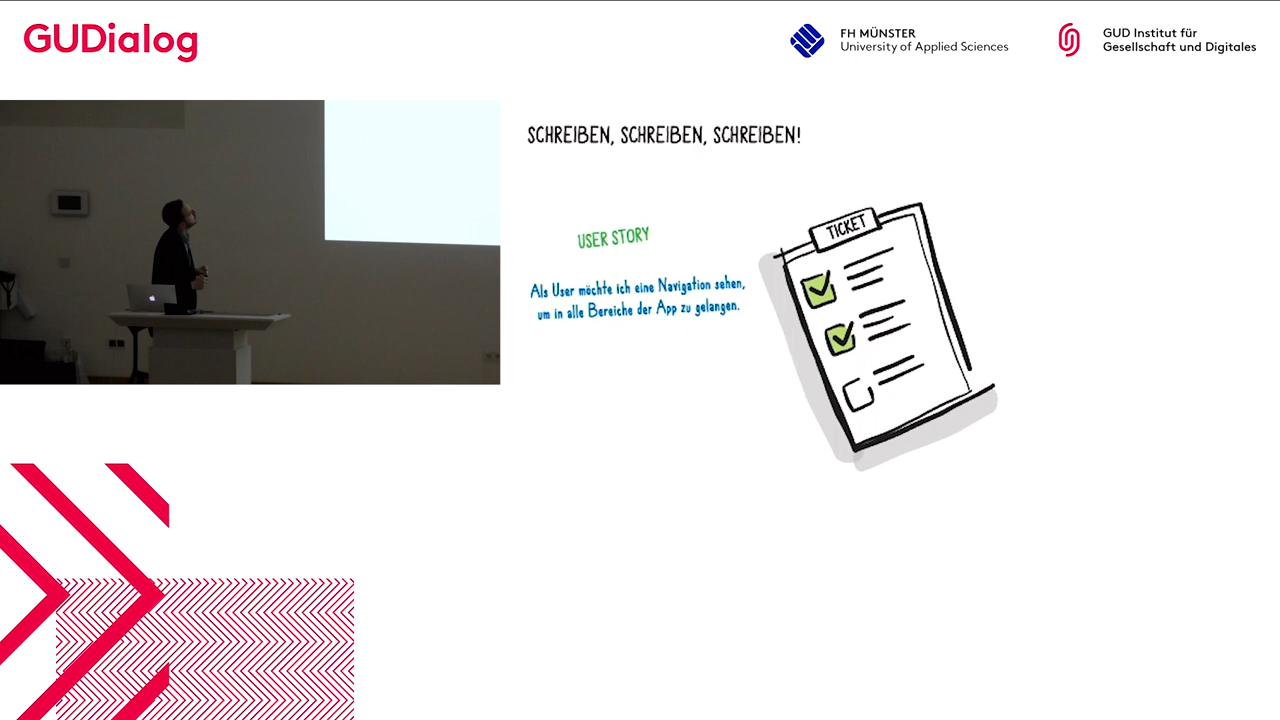 GUDialog
FH MÜNSTER
University of Applied Sciences
GUD Institut für
Gesellschaft und Digitales
SCHREIBEN, SCHREIBEN, SCHREIBEN!
USER STORY
Als User möchte ich eine Navigation sehen,
um in alle Bereiche der App zu gelangen.
TICKET